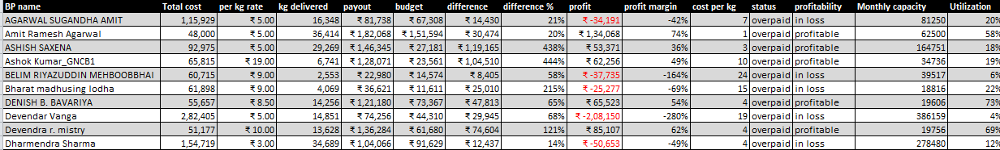 BP name Total cost per kg rate kg delivered payout budget difference difference % profit profit margin cost per kg status profitability Monthly capacity Utilization
AGARWAL SUGANDHA AMIT 1,15,929 ₹ 5.00 16,348 ₹ 81,738 ₹ 67,308 ₹ 14,430 21% ₹ -34,191 -42% 7 overpaid in loss 81250 20%
Amit Ramesh Agarwal 48,000 ₹ 5.00 36,414 ₹ 1,82,068 ₹ 1,51,594 ₹ 30,474 20% ₹ 1,34,068 74% 1 overpaid profitable 62500 58%
ASHISH SAXENA 92,975 ₹ 5.00 29,269 ₹ 1,46,345 ₹ 27,181 ₹ 1,19,165 438% ₹ 53,371 36% 3 overpaid profitable 164751 18%
Ashok Kumar_GNCB1 65,815 ₹ 19.00 6,741 ₹ 1,28,071 ₹ 23,561 ₹ 1,04,510 444% ₹ 62,256 49% 10 overpaid profitable 34736 19%
BELIM RIYAZUDDIN MEHBOOBBHAI 60,715 ₹ 9.00 2,553 ₹ 22,980 ₹ 14,574 ₹ 8,405 58% ₹ -37,735 -164% 24 overpaid in loss 39517 6%
Bharat madhusing lodha 61,898 ₹ 9.00 4,069 ₹ 36,621 ₹ 11,611 ₹ 25,010 215% ₹ -25,277 -69% 15 overpaid in loss 18816 22%
DENISH B. BAVARIYA 55,657 ₹ 8.50 14,256 ₹ 1,21,180 ₹ 73,367 ₹ 47,813 65% ₹ 65,523 54% 4 overpaid profitable 19606 73%
Devendar Vanga 2,82,405 ₹ 5.00 14,851 ₹ 74,256 ₹ 44,310 ₹ 29,945 68% ₹ -2,08,150 -280% 19 overpaid in loss 386159 4%
Devendra r. mistry 51,177 ₹ 10.00 13,628 ₹ 1,36,284 ₹ 61,680 ₹ 74,604 121% ₹ 85,107 62% 4 overpaid profitable 19756 69%
Dharmendra Sharma 1,54,719 ₹ 3.00 34,689 ₹ 1,04,066 ₹ 91,629 ₹ 12,437 14% ₹ -50,653 -49% 4 overpaid in loss 278480 12%